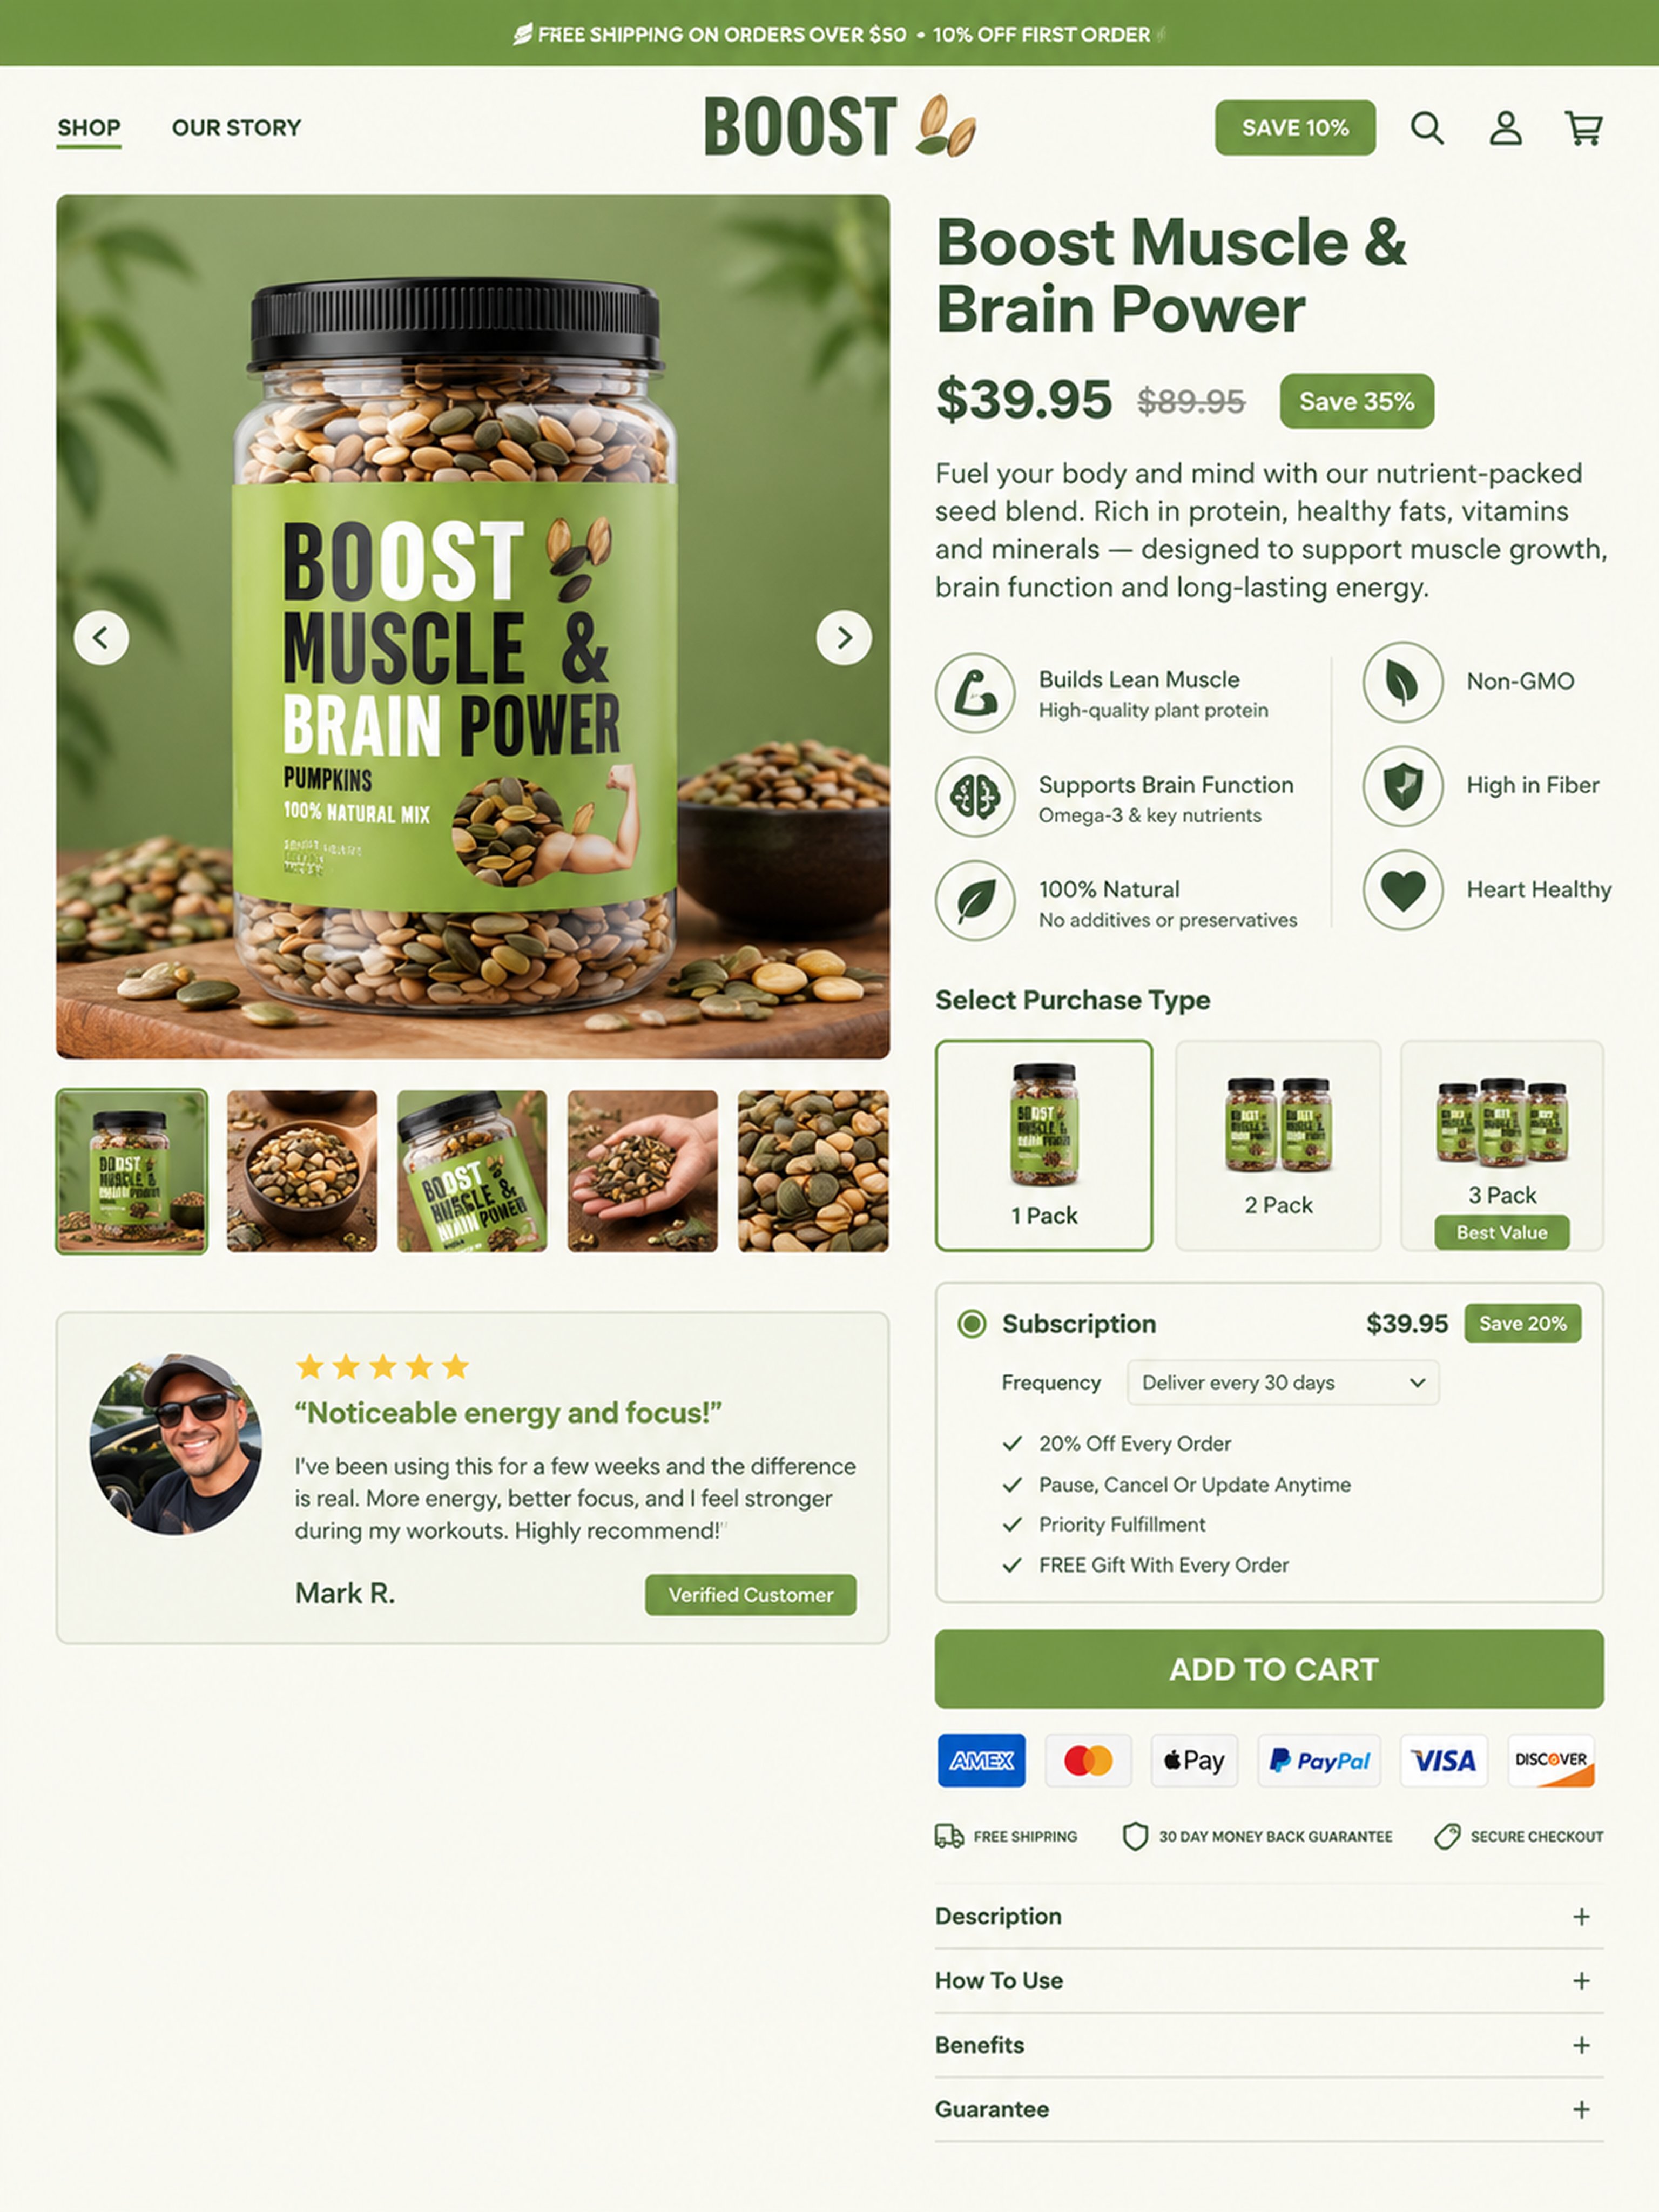 FREE SHIPPING ON ORDERS OVER $50 • 10% OFF FIRST ORDER
SHOP
OUR STORY
BOOST
SAVE 10%
BOOST
MUSCLE &
BRAIN POWER
PUMPKINS
100% NATURAL MIX
BOOST
MUSCLE &
BOOST
MUSCLE &
BRAIN POWER
“Noticeable energy and focus!”
I’ve been using this for a few weeks and the difference
is real. More energy, better focus, and I feel stronger
during my workouts. Highly recommend!"
Mark R.
Verified Customer
Boost Muscle &
Brain Power
$39.95 $89.95 Save 35%
Fuel your body and mind with our nutrient-packed
seed blend. Rich in protein, healthy fats, vitamins
and minerals — designed to support muscle growth,
brain function and long-lasting energy.
Builds Lean Muscle
High-quality plant protein
Supports Brain Function
Omega-3 & key nutrients
100% Natural
No additives or preservatives
Non-GMO
High in Fiber
Heart Healthy
Select Purchase Type
BOOST
MUSCLE &
1 Pack
2 Pack
3 Pack
Best Value
Subscription $39.95 Save 20%
Frequency Deliver every 30 days
20% Off Every Order
Pause, Cancel Or Update Anytime
Priority Fulfillment
FREE Gift With Every Order
ADD TO CART
AMEX
Pay
PayPal
VISA
DISCOVER
FREE SHIPRING
30 DAY MONEY BACK GUARANTEE
SECURE CHECKOUT
Description
How To Use
Benefits
Guarantee